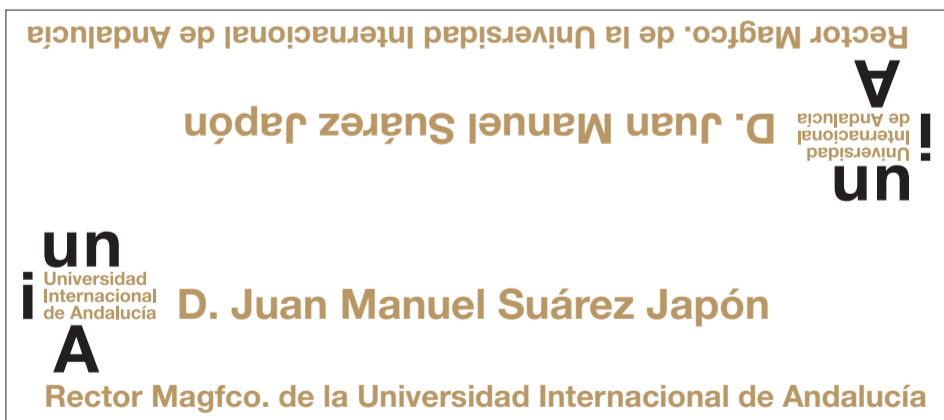 Rector Magfco. de la Universidad Internacional de Andalucía
D. Juan Manuel Suárez Japón
un
i
Universidad
Internacional
de Andalucía
A
un
i
Universidad
Internacional
de Andalucía
A
D. Juan Manuel Suárez Japón
Rector Magfco. de la Universidad Internacional de Andalucía